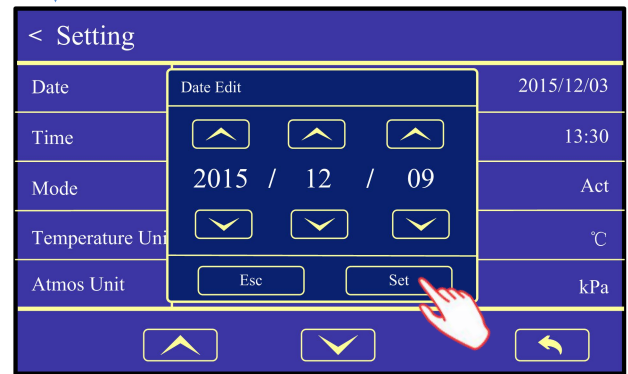 < Setting
Date 2015/12/03
Date Edit
Time 13:30
2015 / 12 / 09
Mode Act
Temperature Uni ℃
Esc Set
Atmos Unit kPa